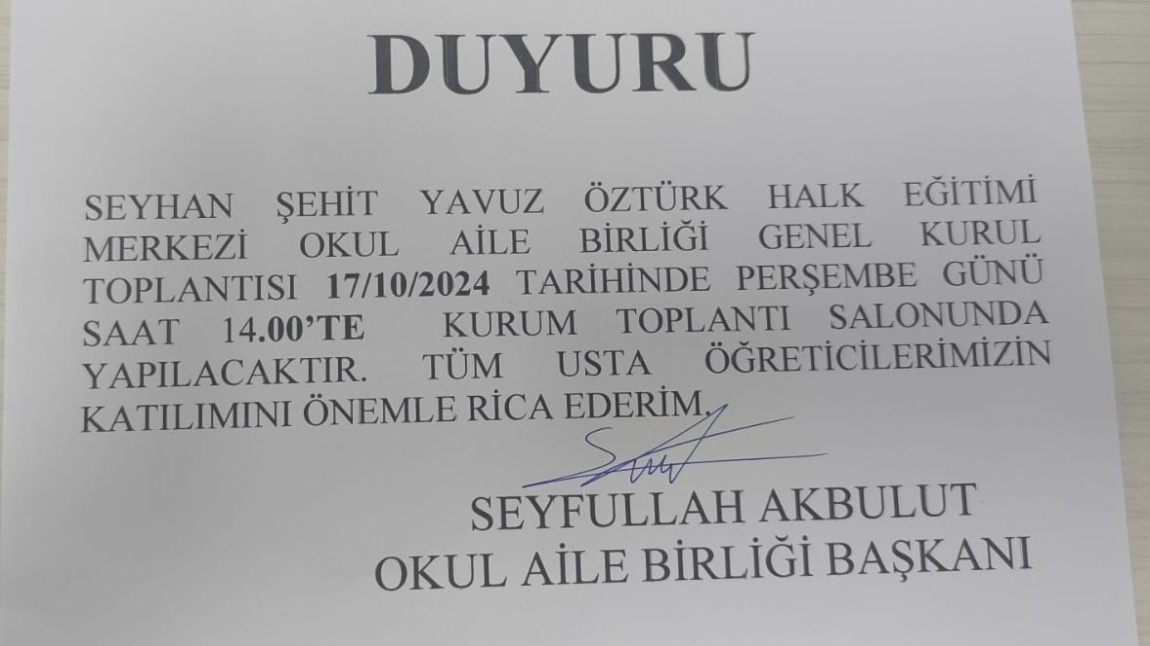 DUYURU
SEYHAN ŞEHİT YAVUZ ÖZTÜRK HALK EĞİTİMİ
MERKEZİ OKUL AİLE BİRLİĞİ GENEL KURUL
TOPLANTISI 17/10/2024 TARİHİNDE PERŞEMBE GÜNÜ
SAAT 14.00’TE KURUM TOPLANTI SALONUNDA
YAPILACAKTIR. TÜM USTA ÖĞRETİCİLERİMİZİN
KATILIMINI ÖNEMLE RİCA EDERİM.
SEYFULLAH AKBULUT
OKUL AİLE BİRLİĞİ BAŞKANI